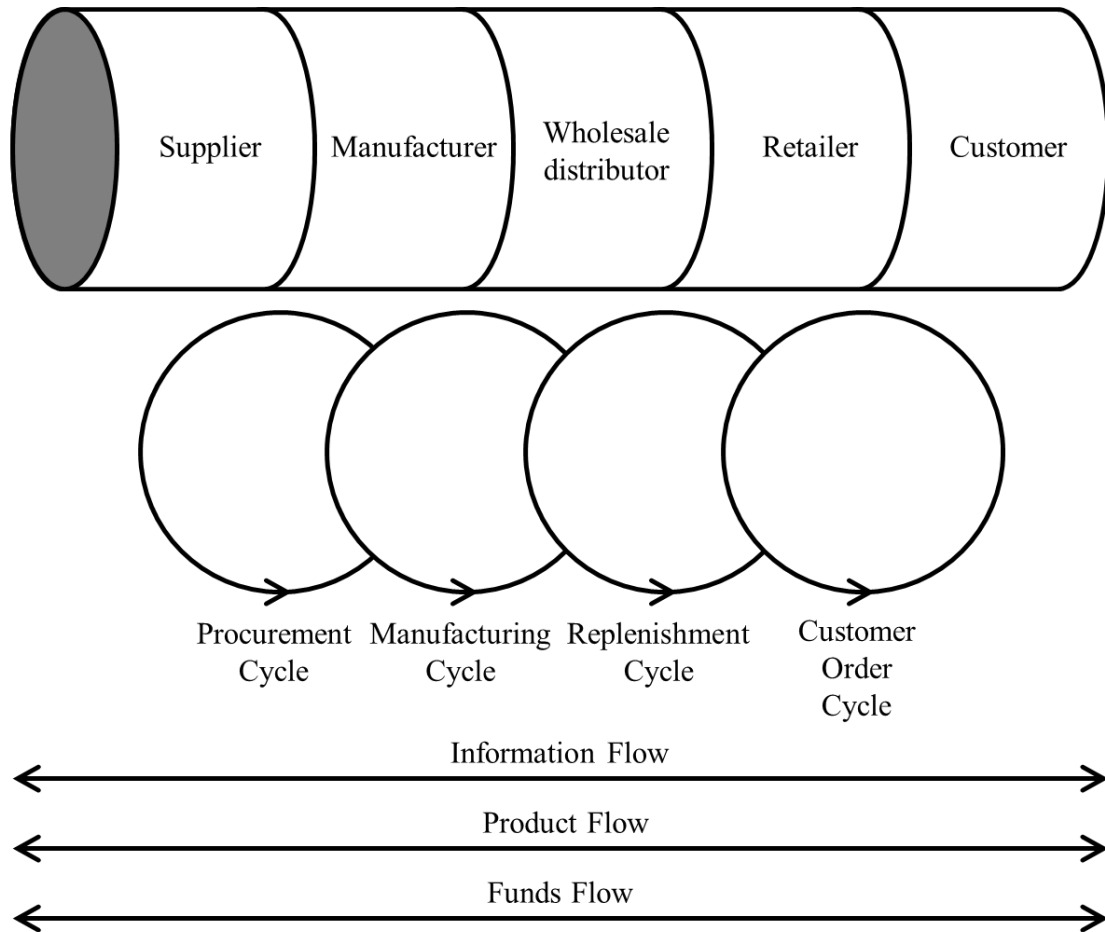 Supplier
Manufacturer
Wholesale
distributor
Retailer
Customer
Procurement
Cycle
Manufacturing
Cycle
Replenishment
Cycle
Customer
Order
Cycle
Information Flow
Product Flow
Funds Flow